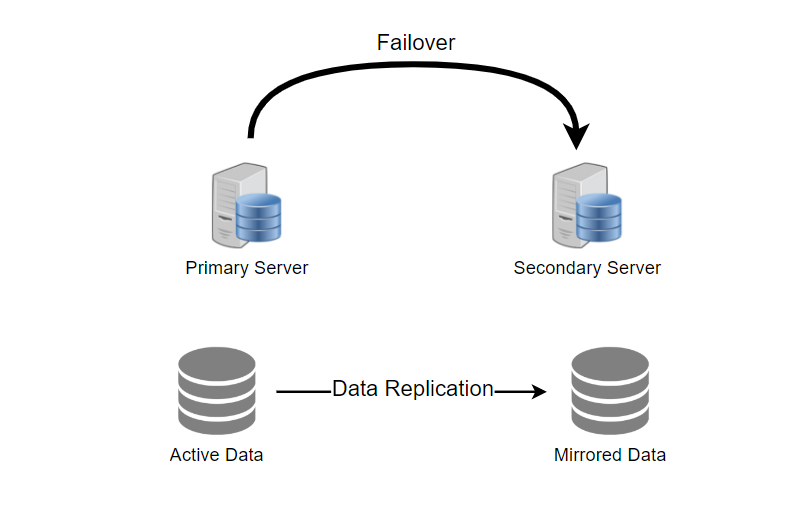 Failover
Primary Server
Secondary Server
Data Replication
Active Data
Mirrored Data